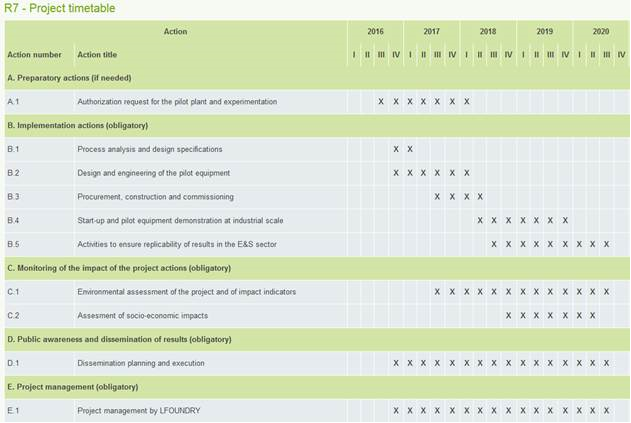 R7 - Project timetable
Action 2016 2017 2018 2019 2020
Action number Action title I II III IV I II III IV I II III IV I II III IV I II III
A. Preparatory actions (if needed)
A.1 Authorization request for the pilot plant and experimentation X X X X X X X
B. Implementation actions (obligatory)
B.1 Process analysis and design specifications X X
B.2 Design and engineering of the pilot equipment X X X X X X
B.3 Procurement, construction and commissioning X X X X
B.4 Start-up and pilot equipment demonstration at industrial scale X X X X X X X
B.5 Activities to ensure replicability of results in the E&S sector X X X X X X X X X
C. Monitoring of the impact of the project actions (obligatory)
C.1 Environmental assessment of the project and of impact indicators X X X X X X X X X X X X X
C.2 Assesment of socio-economic impacts X X X X X X X
D. Public awareness and dissemination of results (obligatory)
D.1 Dissemination planning and execution X X X X X X X X X X X X X X X X
E. Project management (obligatory)
E.1 Project management by LFOUNDRY X X X X X X X X X X X X X X X X